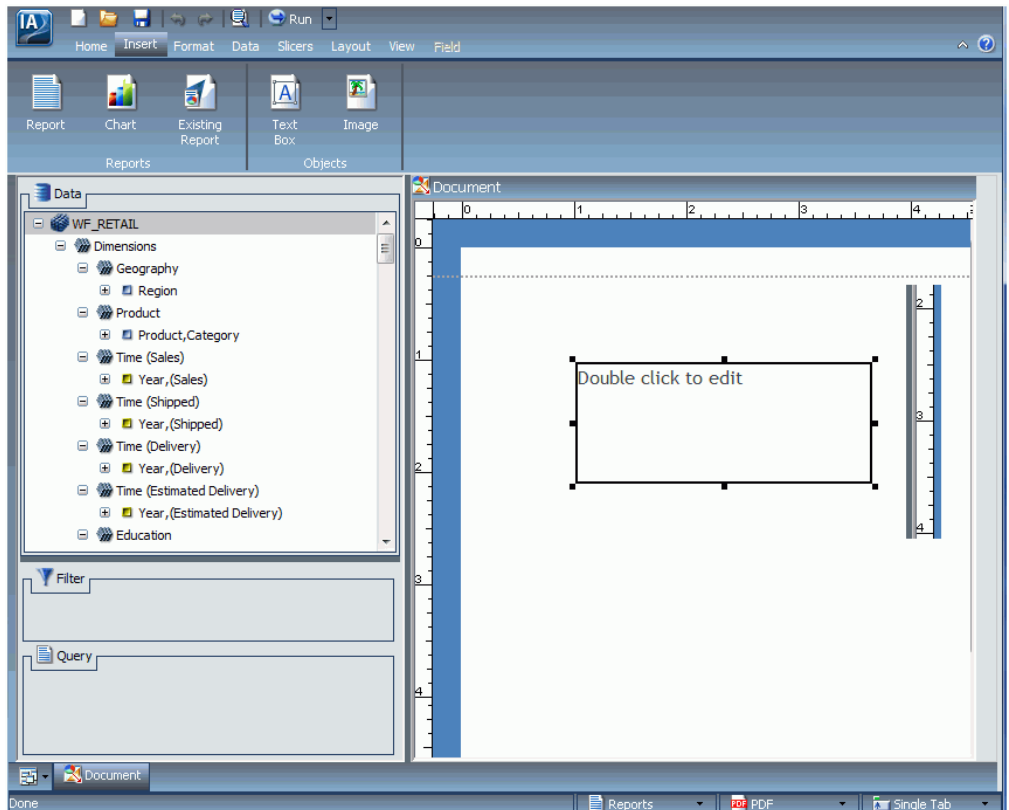 IA
Run
Home Insert Format Data Slicers Layout View Field
Report Chart Existing Report Text Box Image
Reports Objects
Data
WF_RETAIL
Dimensions
Geography
Region
Product
Product,Category
Time (Sales)
Year,(Sales)
Time (Shipped)
Year,(Shipped)
Time (Delivery)
Year,(Delivery)
Time (Estimated Delivery)
Year,(Estimated Delivery)
Education
Filter
Query
Document
0 1 2 3 4
0
1
2
3
4
Double click to edit
2
3
4
Document
Done Reports PDF PDF Single Tab